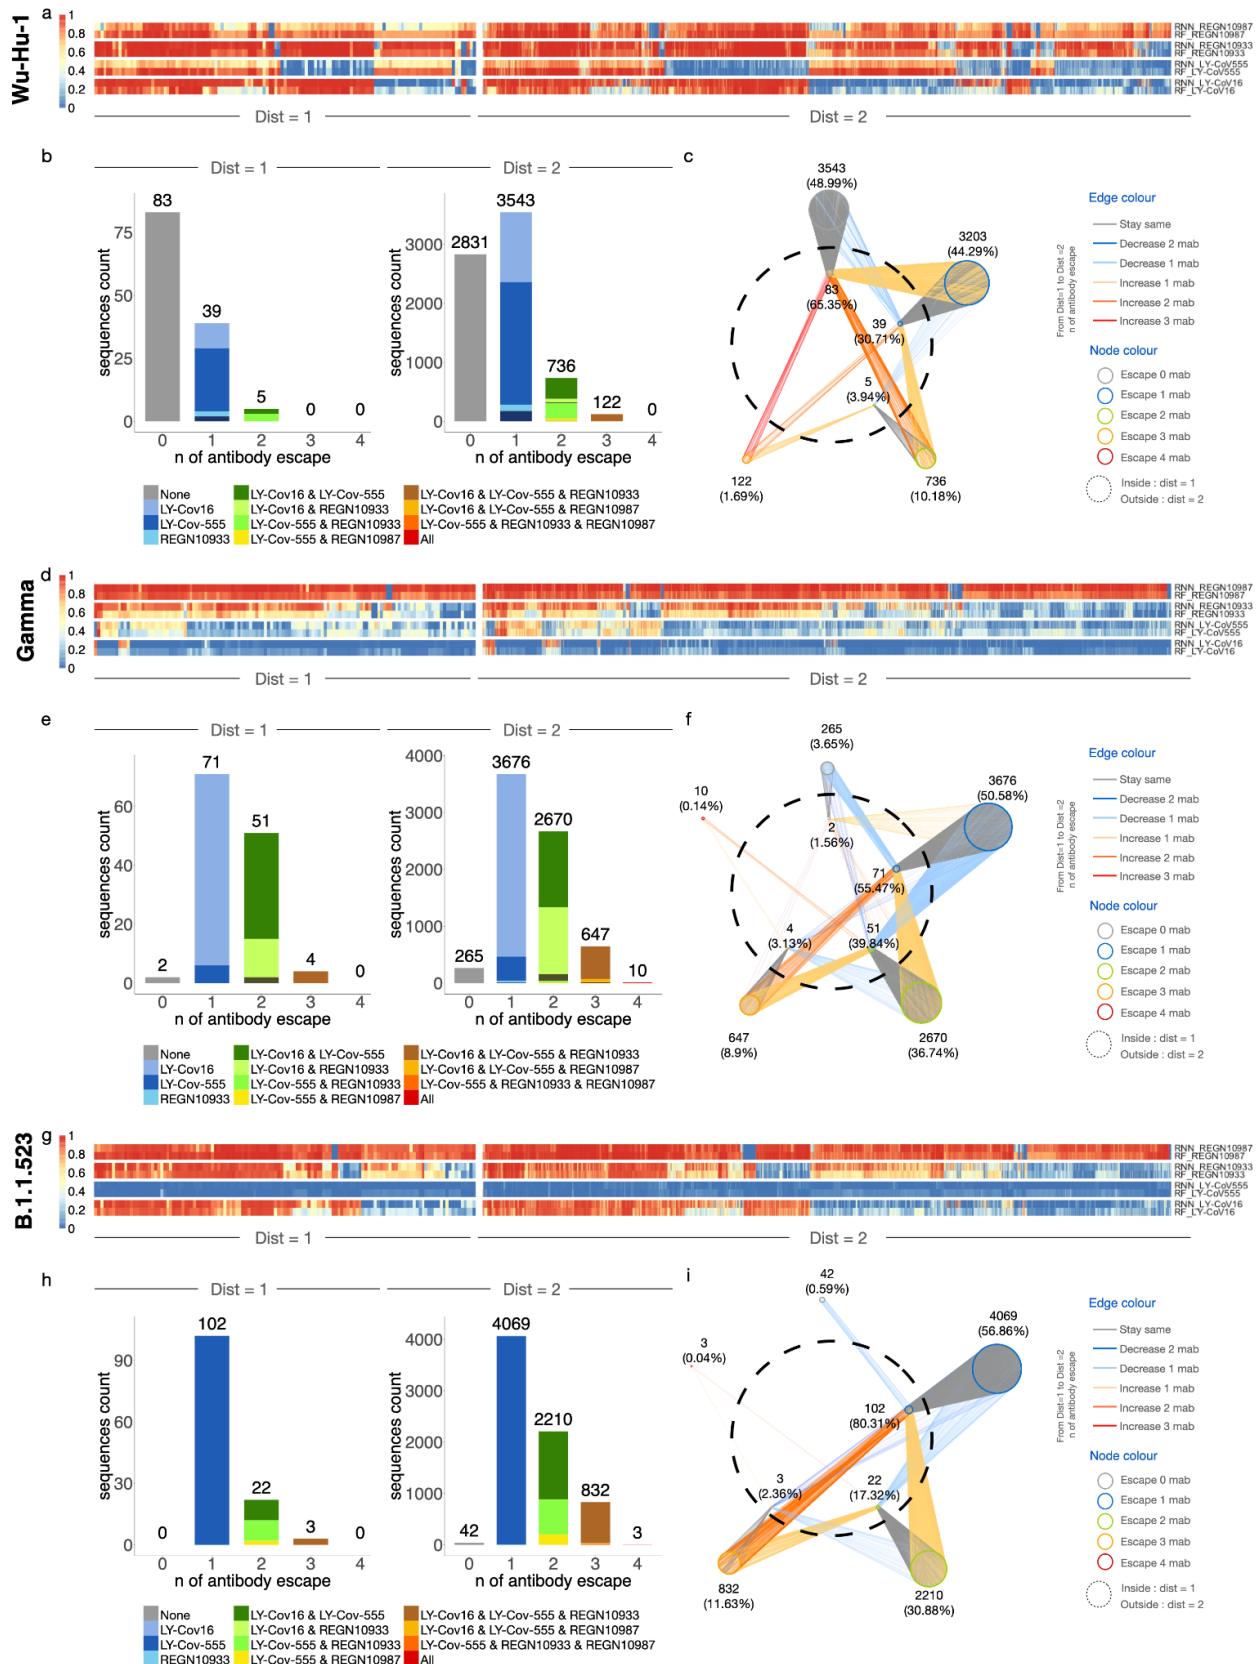 Wu-Hu-1
a
1
0.8
0.6
0.4
0.2
0
RNN_REGN10987
RF_REGN10987
RNN_REGN10933
RF_REGN10933
RNN_LY-CoV555
RF_LY-CoV555
RNN_LY-CoV16
RF_LY-CoV16
Dist = 1
Dist = 2
b
Dist = 1
Dist = 2
sequences count
75
50
25
0
83
39
5
0
0
0 1 2 3 4
n of antibody escape
sequences count
3000
2000
1000
0
2831
3543
736
122
0
0 1 2 3 4
n of antibody escape
None
LY-Cov16
LY-Cov-555
REGN10933
LY-Cov16 & LY-Cov-555
LY-Cov16 & REGN10933
LY-Cov-555 & REGN10933
LY-Cov-555 & REGN10987
LY-Cov16 & LY-Cov-555 & REGN10933
LY-Cov16 & LY-Cov-555 & REGN10987
LY-Cov-555 & REGN10933 & REGN10987
All
c
3543
(48.99%)
3203
(44.29%)
83
(65.35%)
39
(30.71%)
5
(3.94%)
122
(1.69%)
736
(10.18%)
From Dist=1 to Dist =2
n of antibody escape
Edge colour
Stay same
Decrease 2 mab
Decrease 1 mab
Increase 1 mab
Increase 2 mab
Increase 3 mab
Node colour
Escape 0 mab
Escape 1 mab
Escape 2 mab
Escape 3 mab
Escape 4 mab
Inside : dist = 1
Outside : dist = 2
Gamma
d
1
0.8
0.6
0.4
0.2
0
RNN_REGN10987
RF_REGN10987
RNN_REGN10933
RF_REGN10933
RNN_LY-CoV555
RF_LY-CoV555
RNN_LY-CoV16
RF_LY-CoV16
Dist = 1
Dist = 2
e
Dist = 1
Dist = 2
sequences count
60
40
20
0
2
71
51
4
0
0 1 2 3 4
n of antibody escape
sequences count
4000
3000
2000
1000
0
265
3676
2670
647
10
0 1 2 3 4
n of antibody escape
None
LY-Cov16
LY-Cov-555
REGN10933
LY-Cov16 & LY-Cov-555
LY-Cov16 & REGN10933
LY-Cov-555 & REGN10933
LY-Cov-555 & REGN10987
LY-Cov16 & LY-Cov-555 & REGN10933
LY-Cov16 & LY-Cov-555 & REGN10987
LY-Cov-555 & REGN10933 & REGN10987
All
f
265
(3.65%)
3676
(50.58%)
10
(0.14%)
2
(1.56%)
71
(55.47%)
4
(3.13%)
51
(39.84%)
647
(8.9%)
2670
(36.74%)
From Dist=1 to Dist =2
n of antibody escape
Edge colour
Stay same
Decrease 2 mab
Decrease 1 mab
Increase 1 mab
Increase 2 mab
Increase 3 mab
Node colour
Escape 0 mab
Escape 1 mab
Escape 2 mab
Escape 3 mab
Escape 4 mab
Inside : dist = 1
Outside : dist = 2
B.1.1.523
g
1
0.8
0.6
0.4
0.2
0
RNN_REGN10987
RF_REGN10987
RNN_REGN10933
RF_REGN10933
RNN_LY-CoV555
RF_LY-CoV555
RNN_LY-CoV16
RF_LY-CoV16
Dist = 1
Dist = 2
h
Dist = 1
Dist = 2
sequences count
90
60
30
0
0
102
22
3
0
0 1 2 3 4
n of antibody escape
sequences count
4000
3000
2000
1000
0
42
4069
2210
832
3
0 1 2 3 4
n of antibody escape
None
LY-Cov16
LY-Cov-555
REGN10933
LY-Cov16 & LY-Cov-555
LY-Cov16 & REGN10933
LY-Cov-555 & REGN10933
LY-Cov-555 & REGN10987
LY-Cov16 & LY-Cov-555 & REGN10933
LY-Cov16 & LY-Cov-555 & REGN10987
LY-Cov-555 & REGN10933 & REGN10987
All
i
42
(0.59%)
4069
(56.86%)
3
(0.04%)
102
(80.31%)
3
(2.36%)
22
(17.32%)
832
(11.63%)
2210
(30.88%)
From Dist=1 to Dist =2
n of antibody escape
Edge colour
Stay same
Decrease 2 mab
Decrease 1 mab
Increase 1 mab
Increase 2 mab
Increase 3 mab
Node colour
Escape 0 mab
Escape 1 mab
Escape 2 mab
Escape 3 mab
Escape 4 mab
Inside : dist = 1
Outside : dist = 2